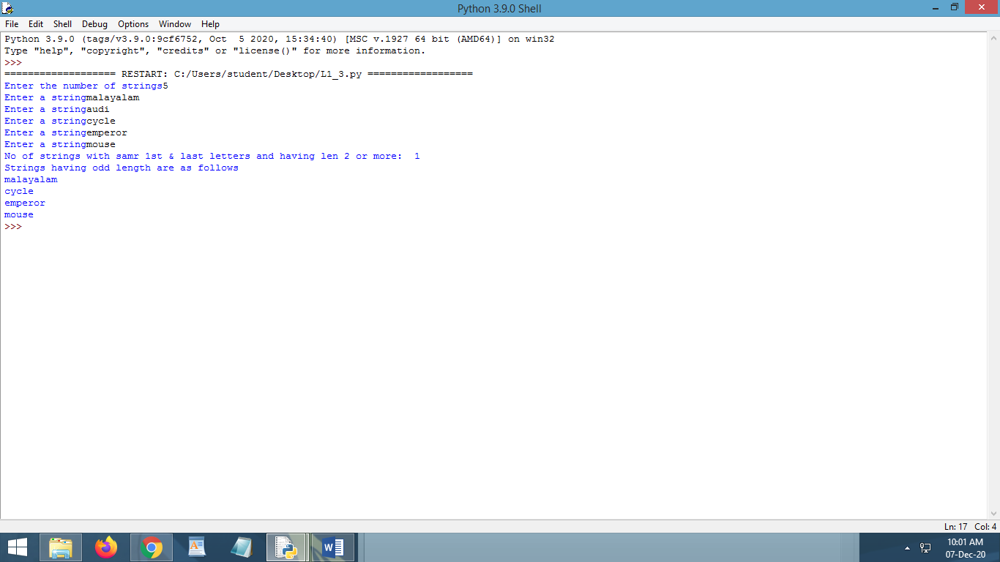 Python 3.9.0 Shell
File Edit Shell Debug Options Window Help
Python 3.9.0 (tags/v3.9.0:9cf6752, Oct  5 2020, 15:34:40) [MSC v.1927 64 bit (AMD64)] on win32
Type "help", "copyright", "credits" or "license()" for more information.
>>>
=================== RESTART: C:/Users/student/Desktop/L1_3.py ==================
Enter the number of strings5
Enter a stringmalayalam
Enter a stringaudi
Enter a stringcycle
Enter a stringemperor
Enter a stringmouse
No of strings with samr 1st & last letters and having len 2 or more:  1
Strings having odd length are as follows
malayalam
cycle
emperor
mouse
>>>
Ln: 17 Col: 4
10:01 AM
07-Dec-20